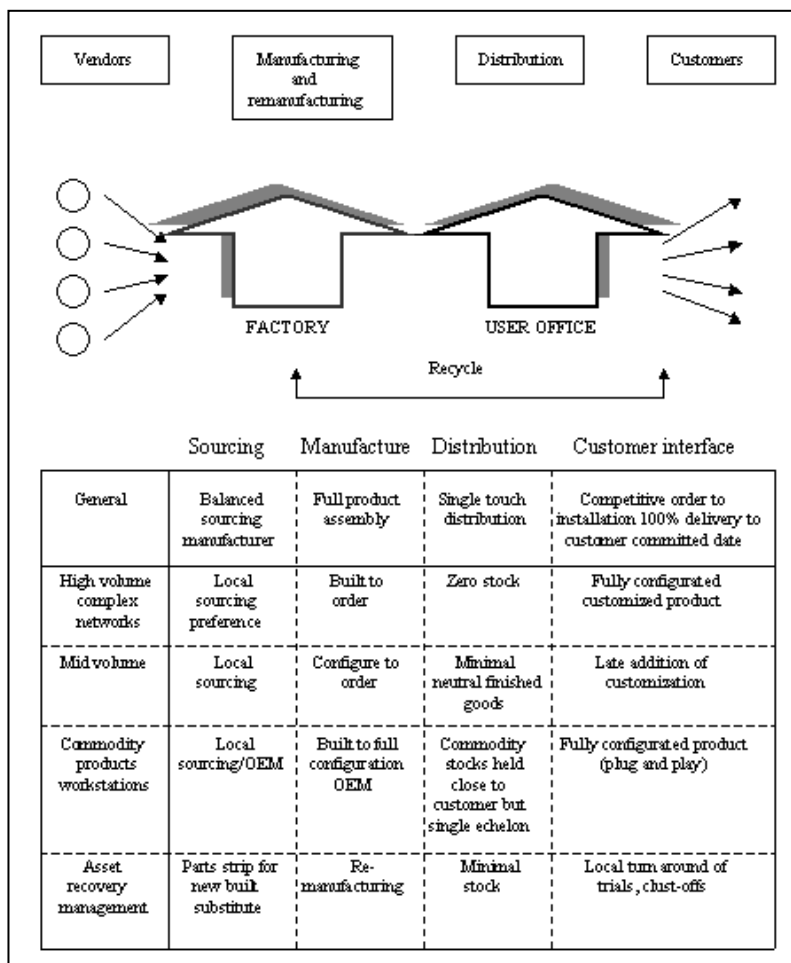 Vendors
Manufacturing
and
remanufacturing
Distribution
Customers
FACTORY
USER OFFICE
Recycle
Sourcing
Manufacture
Distribution
Customer interface
General
Balanced
sourcing
manufacturer
Full product
assembly
Single touch
distribution
Competitive order to
installation 100% delivery to
customer committed date
High volume
complex
networks
Local
sourcing
preference
Built to
order
Zero stock
Fully configurated
customized product
Mid volume
Local
sourcing
Configure to
order
Minimal
neutral finished
goods
Late addition of
customization
Commodity
products
workstations
Local
sourcing/OEM
Built to full
configuration
OEM
Commodity
stocks held
close to
customer but
single echelon
Fully configurated product
(plug and play)
Asset
recovery
management
Parts strip for
new built
substitute
Re-
manufacturing
Minimal
stock
Local turn around of
trials, clust-offs